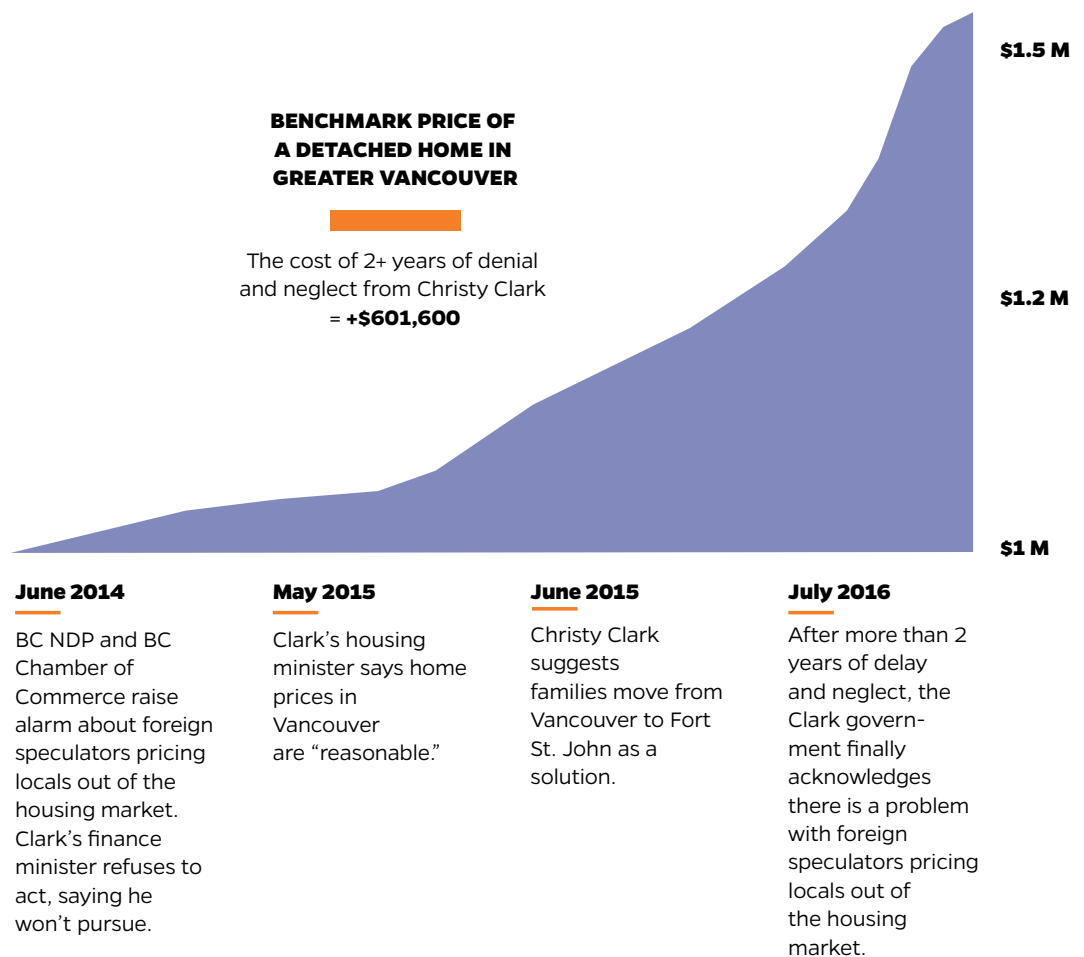 $1.5 M
BENCHMARK PRICE OF
A DETACHED HOME IN
GREATER VANCOUVER
The cost of 2+ years of denial
and neglect from Christy Clark
= +$601,600
$1.2 M
$1 M
June 2014
BC NDP and BC
Chamber of
Commerce raise
alarm about foreign
speculators pricing
locals out of the
housing market.
Clark’s finance
minister refuses to
act, saying he
won’t pursue.
May 2015
Clark’s housing
minister says home
prices in
Vancouver
are “reasonable.”
June 2015
Christy Clark
suggests
families move from
Vancouver to Fort
St. John as a
solution.
July 2016
After more than 2
years of delay
and neglect, the
Clark govern-
ment finally
acknowledges
there is a problem
with foreign
speculators pricing
locals out of
the housing
market.